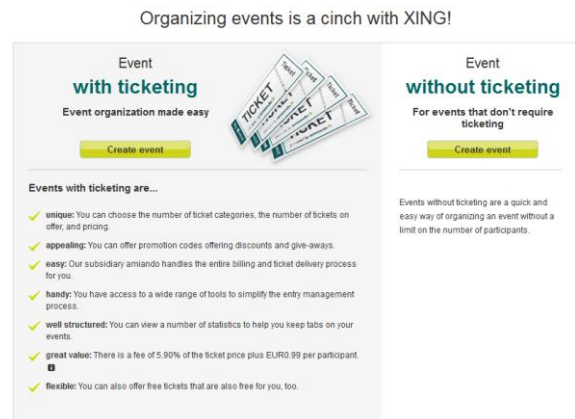 Organizing events is a cinch with XING!
Event
with ticketing
Event organization made easy
Create event
Ticket
Ticket
Ticket
Ticket
TICKET
TICKET
Events with ticketing are...
unique: You can choose the number of ticket categories, the number of tickets on
offer, and pricing.
appealing: You can offer promotion codes offering discounts and give-aways.
easy: Our subsidiary amiando handles the entire billing and ticket delivery process
for you.
handy: You have access to a wide range of tools to simplify the entry management
process.
well structured: You can view a number of statistics to help you keep tabs on your
events.
great value: There is a fee of 5.90% of the ticket price plus EUR0.99 per participant.
flexible: You can also offer free tickets that are also free for you, too.
Event
without ticketing
For events that don't require
ticketing
Create event
Events without ticketing are a quick and
easy way of organizing an event without a
limit on the number of participants.